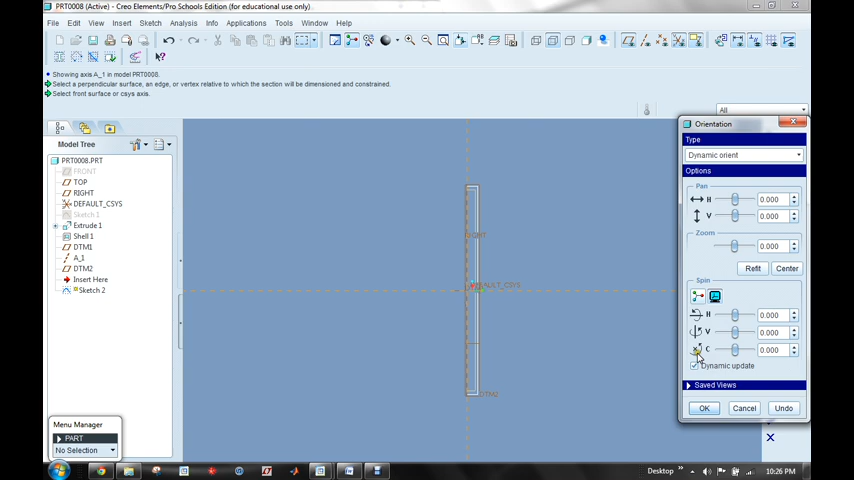 PRT0008 (Active) - Creo Elements/Pro Schools Edition (for educational use only)
File Edit View Insert Sketch Analysis Info Applications Tools Window Help
Showing axis A_1 in model PRT0008.
Select a perpendicular surface, an edge, or vertex relative to which the section will be dimensioned and constrained.
Select front surface or csys axis.
All
Model Tree
PRT0008.PRT
FRONT
TOP
RIGHT
DEFAULT_CSYS
Sketch 1
Extrude 1
Shell 1
DTM1
A_1
DTM2
Insert Here
Sketch 2
RIGHT
DTM2
Orientation
Type
Dynamic orient
Options
Pan
H 0.000
V 0.000
Zoom
0.000
Refit Center
Spin
H 0.000
V 0.000
C 0.000
Dynamic update
Saved Views
OK Cancel Undo
Menu Manager
PART
No Selection
Desktop 10:26 PM